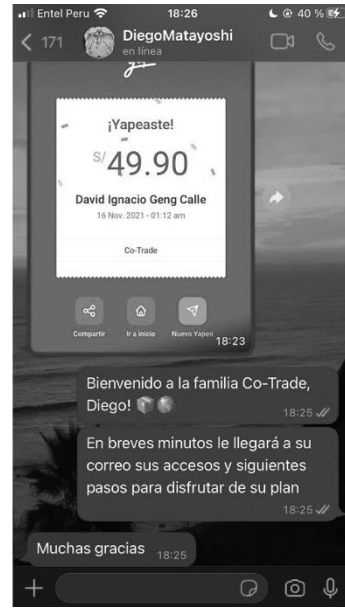 Entel Peru 18:26 40 %
171 DiegoMatayoshi
en línea
¡Yapeaste!
S/ 49.90
David Ignacio Geng Calle
16 Nov. 2021 - 01:12 am
Co-Trade
Compartir Ir a inicio Nuevo Yapeo
18:23
Bienvenido a la familia Co-Trade,
Diego!
18:25
En breves minutos le llegará a su
correo sus accesos y siguientes
pasos para disfrutar de su plan
18:25
Muchas gracias 18:25